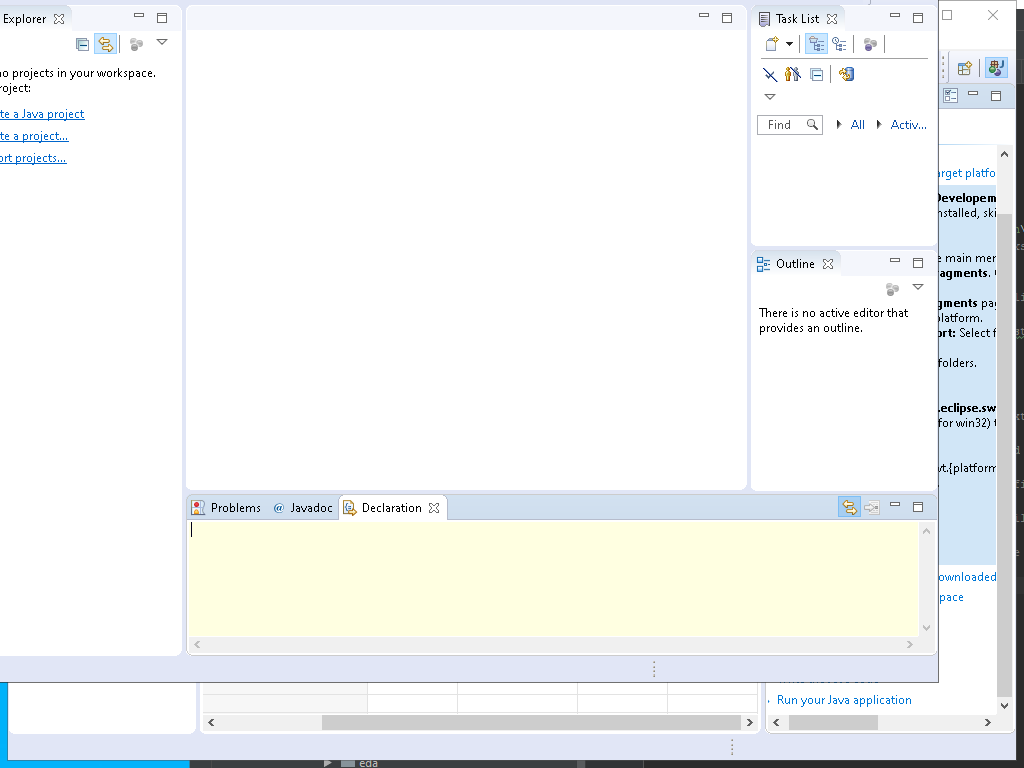 Explorer
Task List
no projects in your workspace.
roject:
te a Java project
te a project...
ort projects...
Find
All
Activ...
arget platfo
Developem
nstalled, ski
e main mer
agments.
Outline
There is no active editor that
provides an outline.
gments pag
platform.
ort: Select f
folders.
.eclipse.sw
(for win32) t
vt.{platform
Problems
@ Javadoc
Declaration
ownloaded
pace
Run your Java application
eda